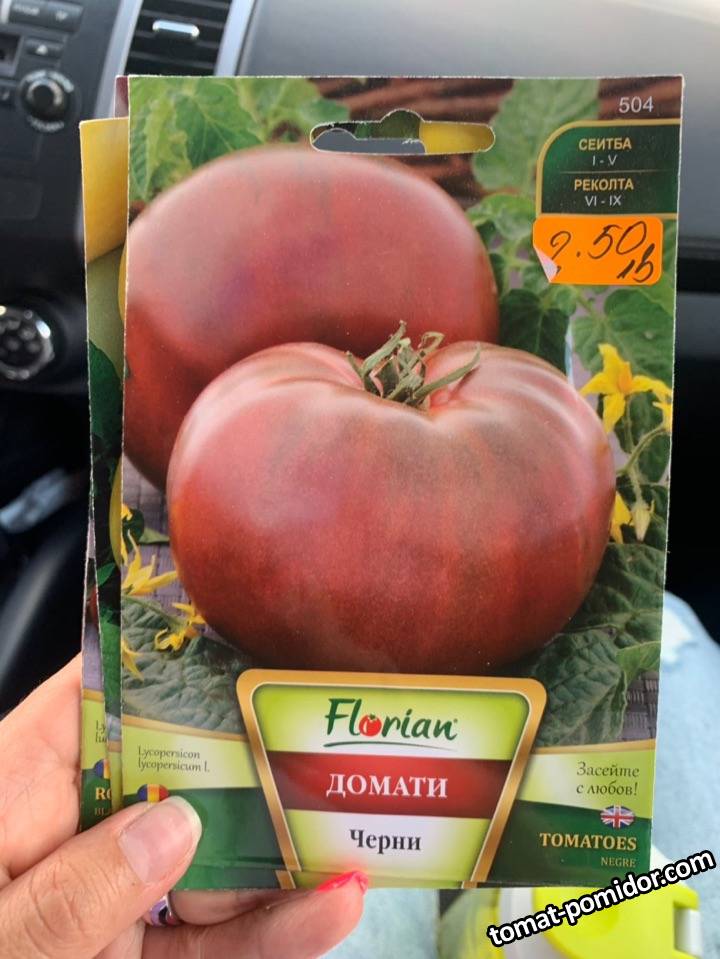 504
СЕИТБА
I - V
РЕКОЛТА
VI - IX
2.50
Florian
ДОМАТИ
Черни
Lycopersicon
lycopersicum l.
Засейте
с любов!
TOMATOES
NEGRE
tomat-pomidor.com